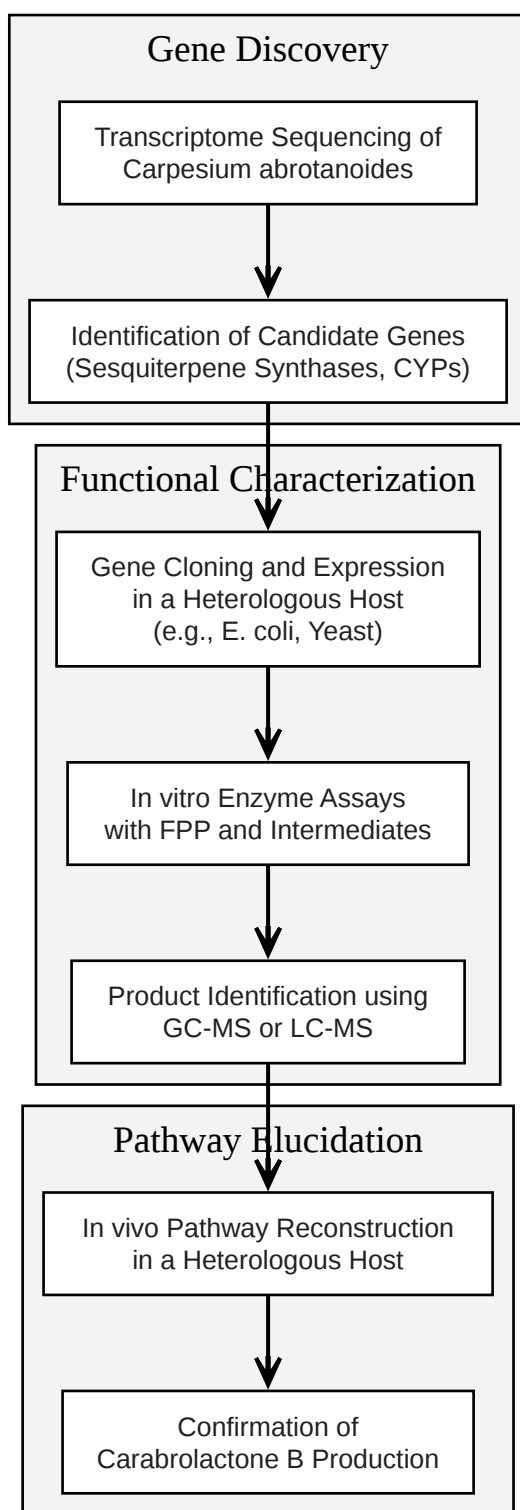 Gene Discovery
Transcriptome Sequencing of
Carpesium abrotanoides
Identification of Candidate Genes
(Sesquiterpene Synthases, CYPs)
Functional Characterization
Gene Cloning and Expression
in a Heterologous Host
(e.g., E. coli, Yeast)
In vitro Enzyme Assays
with FPP and Intermediates
Product Identification using
GC-MS or LC-MS
Pathway Elucidation
In vivo Pathway Reconstruction
in a Heterologous Host
Confirmation of
Carabrolactone B Production